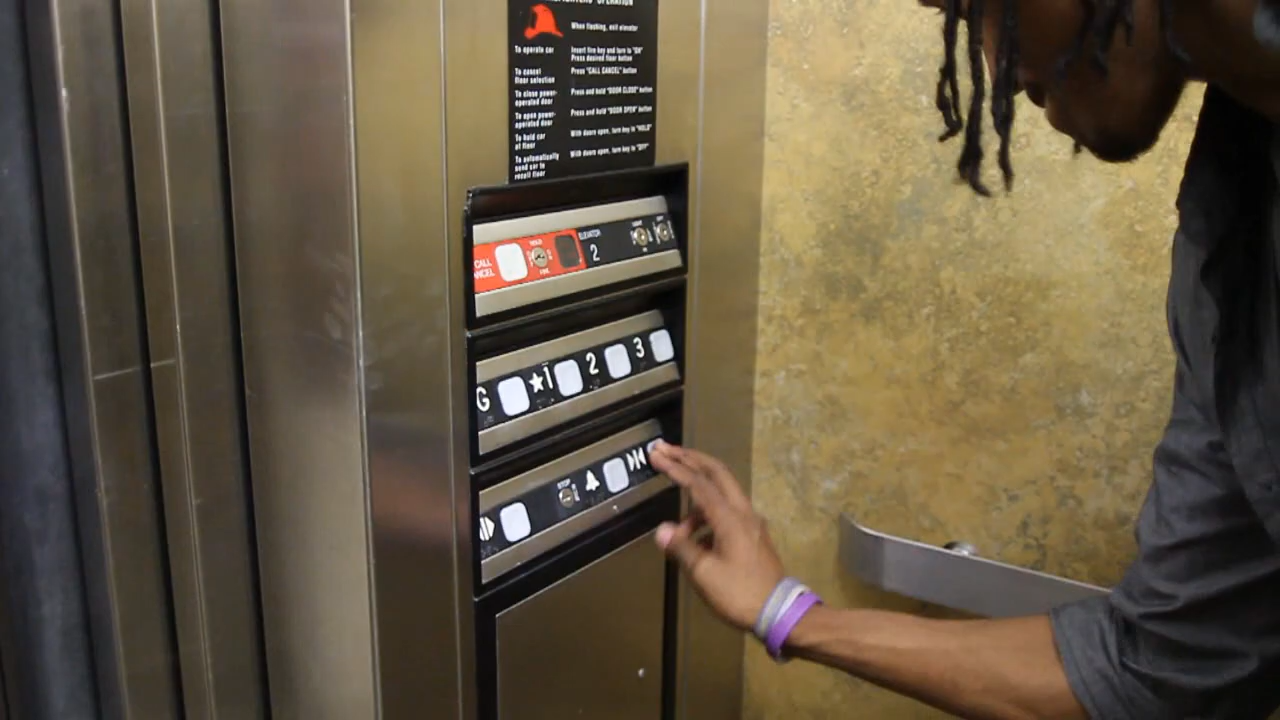 FIREFIGHTERS' OPERATION
When flashing, exit elevator
To operate car
Insert fire key and turn to "ON"
Press desired floor button
To cancel
floor selection
Press "CALL CANCEL" button
To close power-
operated door
Press and hold "DOOR CLOSE" button
To open power-
operated door
Press and hold "DOOR OPEN" button
To hold car
at floor
With doors open, turn key to "HOLD"
To automatically
send car to
recall floor
With doors open, turn key to "OFF"
CALL
CANCEL
HOLD
ELEVATOR
2
G ★1 2 3
STOP